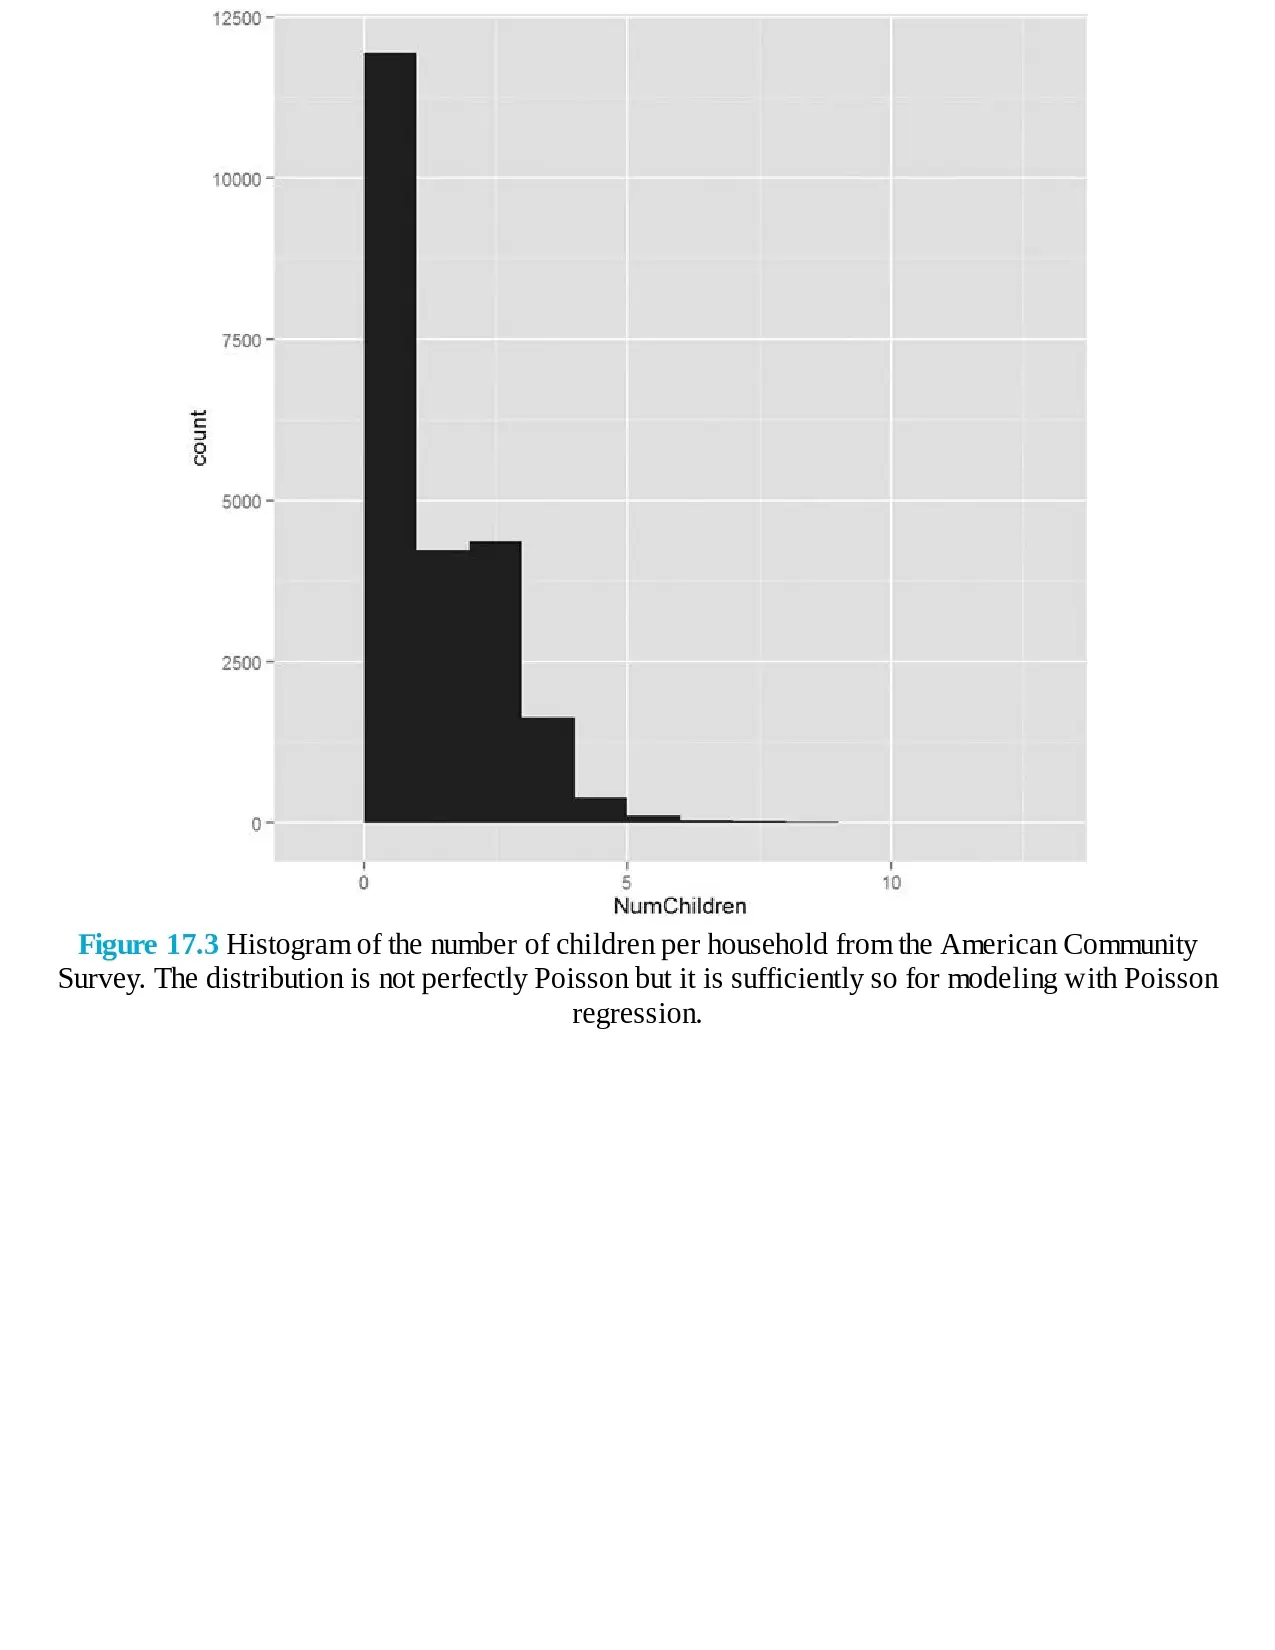 12500
10000
7500
count
5000
2500
0
0 5 10
NumChildren
Figure 17.3 Histogram of the number of children per household from the American Community
Survey. The distribution is not perfectly Poisson but it is sufficiently so for modeling with Poisson
regression.